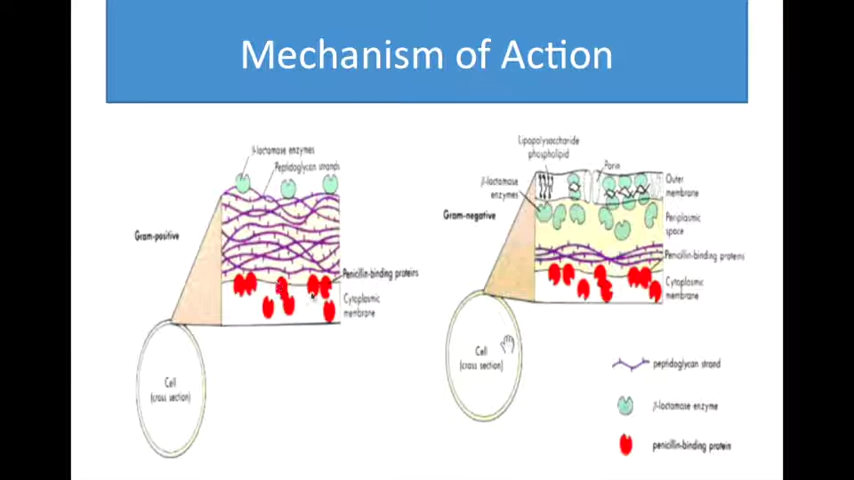 Mechanism of Action
β-lactamase enzymes
Peptidoglycan strands
Gram-positive
Penicillin-binding proteins
Cytoplasmic
membrane
Cell
(cross section)
Lipopolysaccharide
phospholipid
Porin
β-lactamase
enzymes
Outer
membrane
Gram-negative
Periplasmic
space
Penicillin-binding proteins
Cytoplasmic
membrane
Cell
(cross section)
peptidoglycan strand
β-lactamase enzyme
penicillin-binding protein